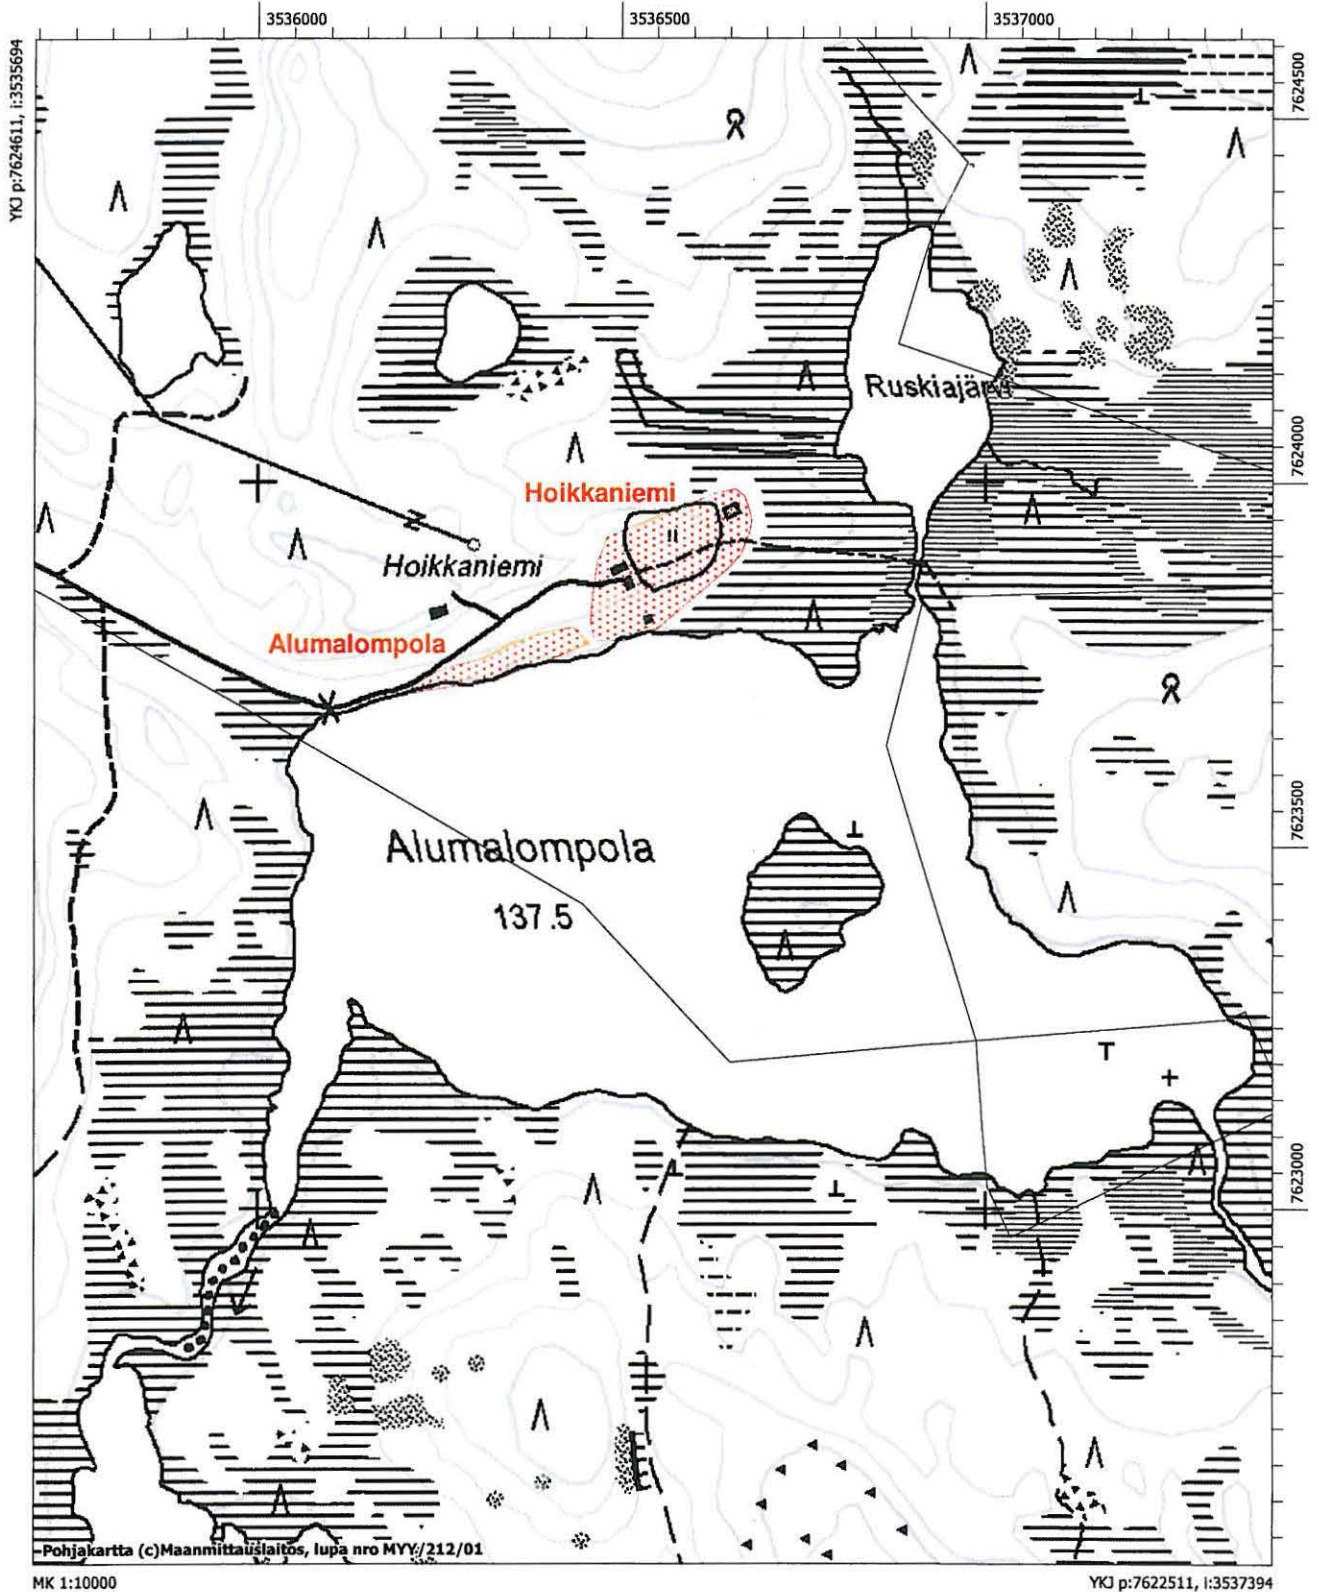 3536000
3536500
3537000
YKJ p:7624611, i:3535694
7624500
Ruskiajärvi
7624000
Hoikkaniemi
Hoikkaniemi
Alumalompola
7623500
Alumalompola
137.5
7623000
Pohjakartta (c)Maanmittauslaitos, lupa nro MYY/212/01
MK 1:10000
YKJ p:7622511, i:3537394